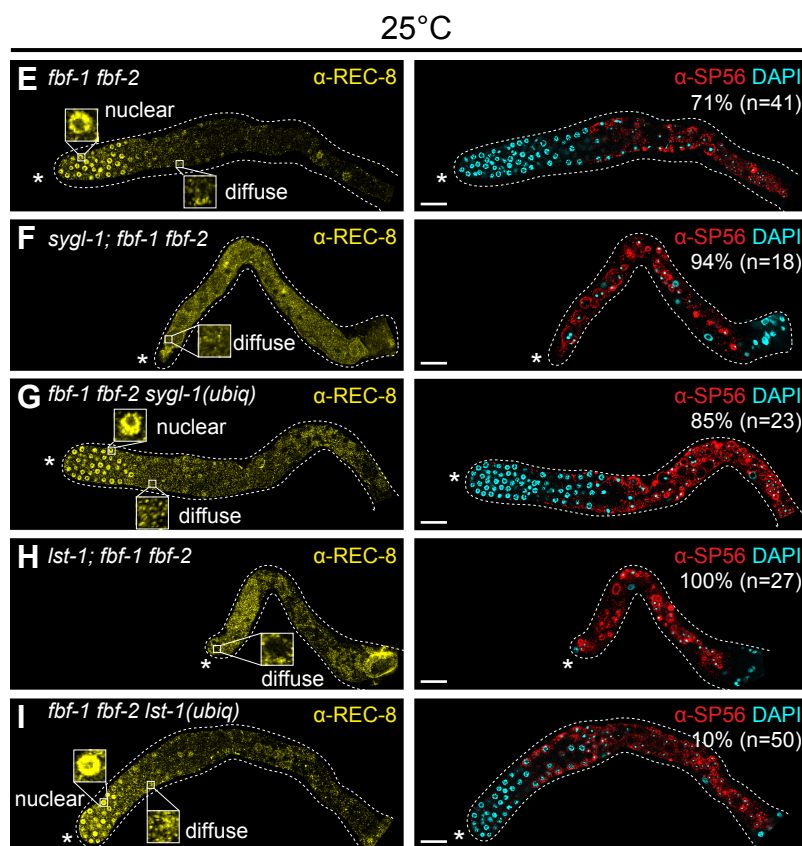 25°C
E fbf-1 fbf-2 α-REC-8 α-SP56 DAPI
nuclear 71% (n=41)
diffuse
*
*
F sygl-1; fbf-1 fbf-2 α-REC-8 α-SP56 DAPI
94% (n=18)
diffuse
*
*
G fbf-1 fbf-2 sygl-1(ubiq) α-REC-8 α-SP56 DAPI
nuclear 85% (n=23)
*
*
diffuse
H lst-1; fbf-1 fbf-2 α-REC-8 α-SP56 DAPI
100% (n=27)
*
*
diffuse
I fbf-1 fbf-2 lst-1(ubiq) α-REC-8 α-SP56 DAPI
10% (n=50)
nuclear
diffuse
*
*